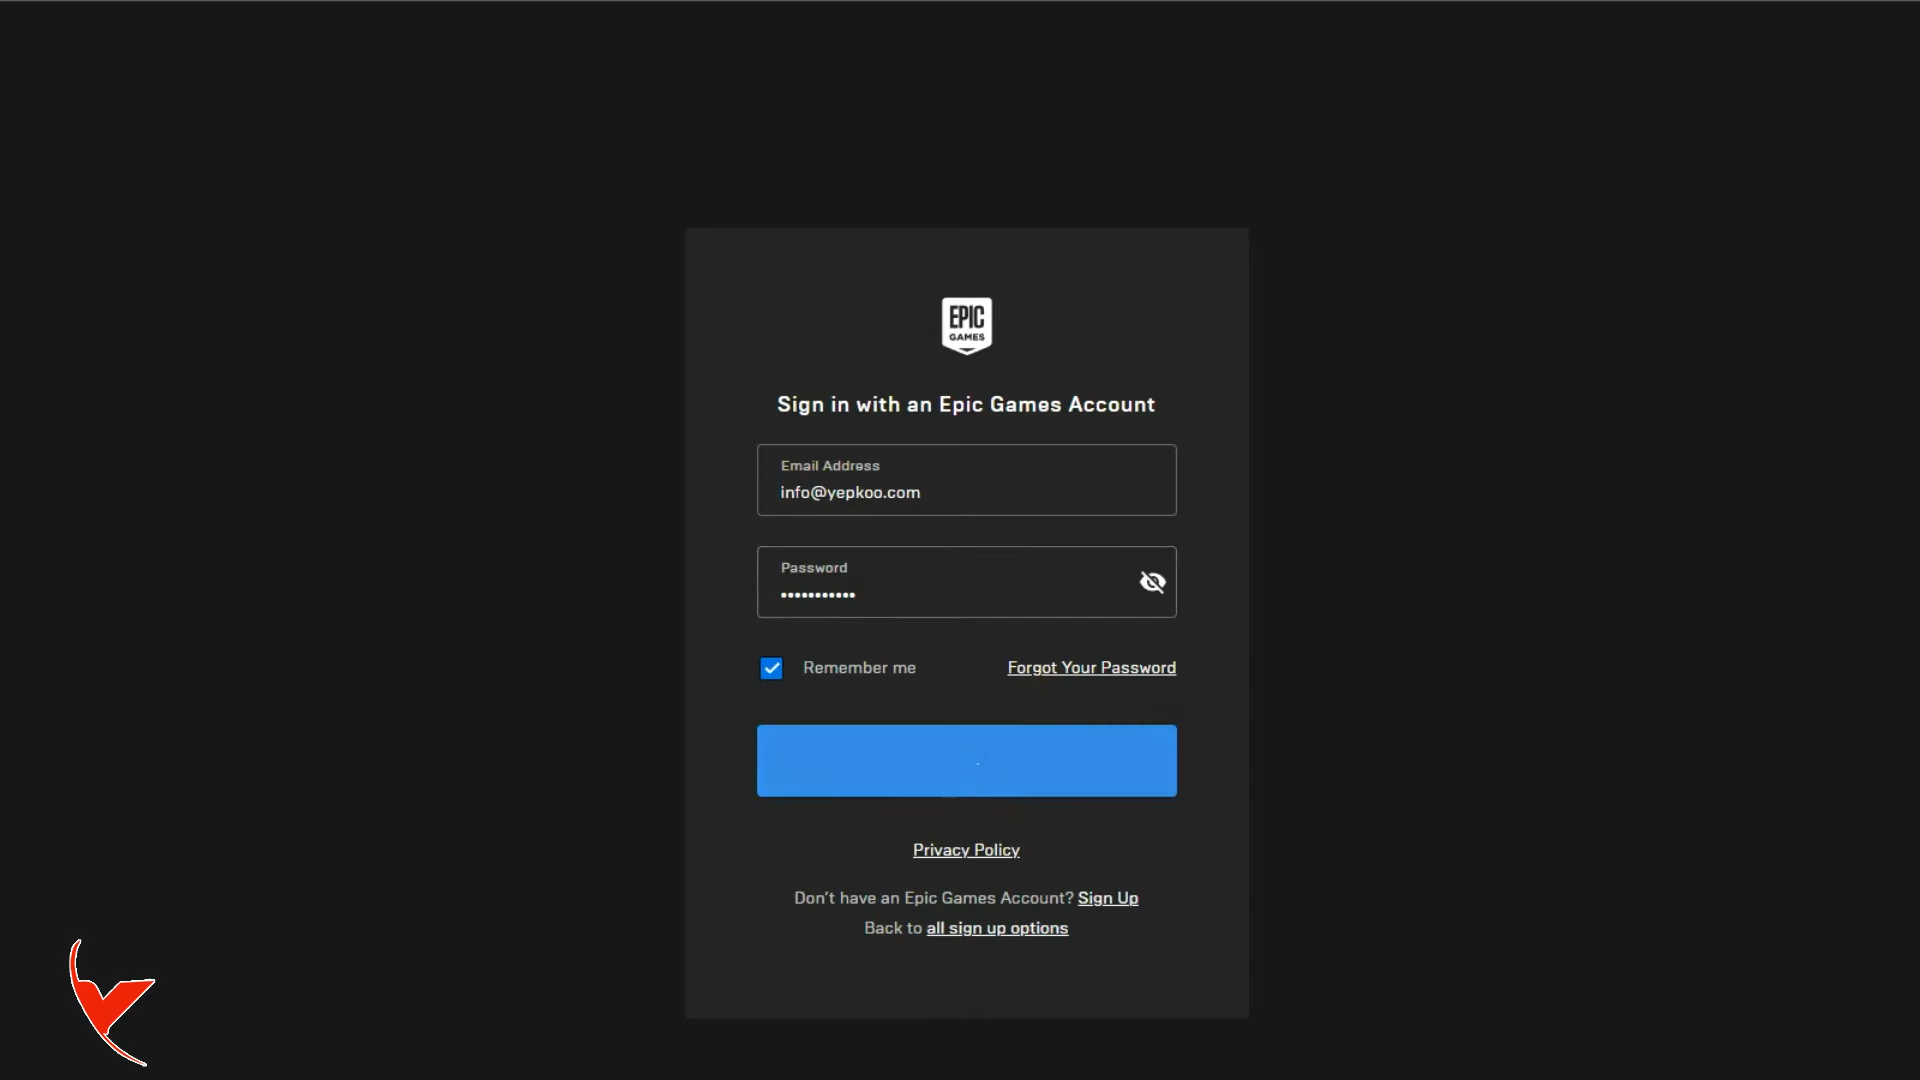 EPIC
GAMES
Sign in with an Epic Games Account
Email Address
info@yepkoo.com
Password
•••••••••••
Remember me
Forgot Your Password
Privacy Policy
Don't have an Epic Games Account? Sign Up
Back to all sign up options